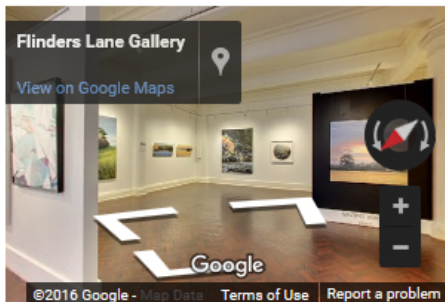 Flinders Lane Gallery
View on Google Maps
+
−
Google
©2016 Google - Map Data Terms of Use Report a problem